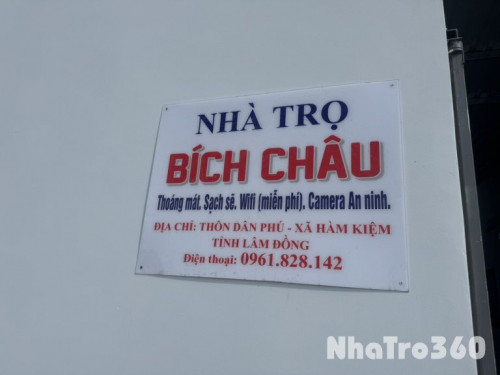 NHÀ TRỌ
BÍCH CHÂU
Thoáng mát. Sạch sẽ. Wifi (miễn phí). Camera An ninh.
ĐỊA CHỈ: THÔN DÂN PHÚ - XÃ HÀM KIỆM
TỈNH LÂM ĐỒNG
Điện thoại: 0961.828.142
NhaTro360